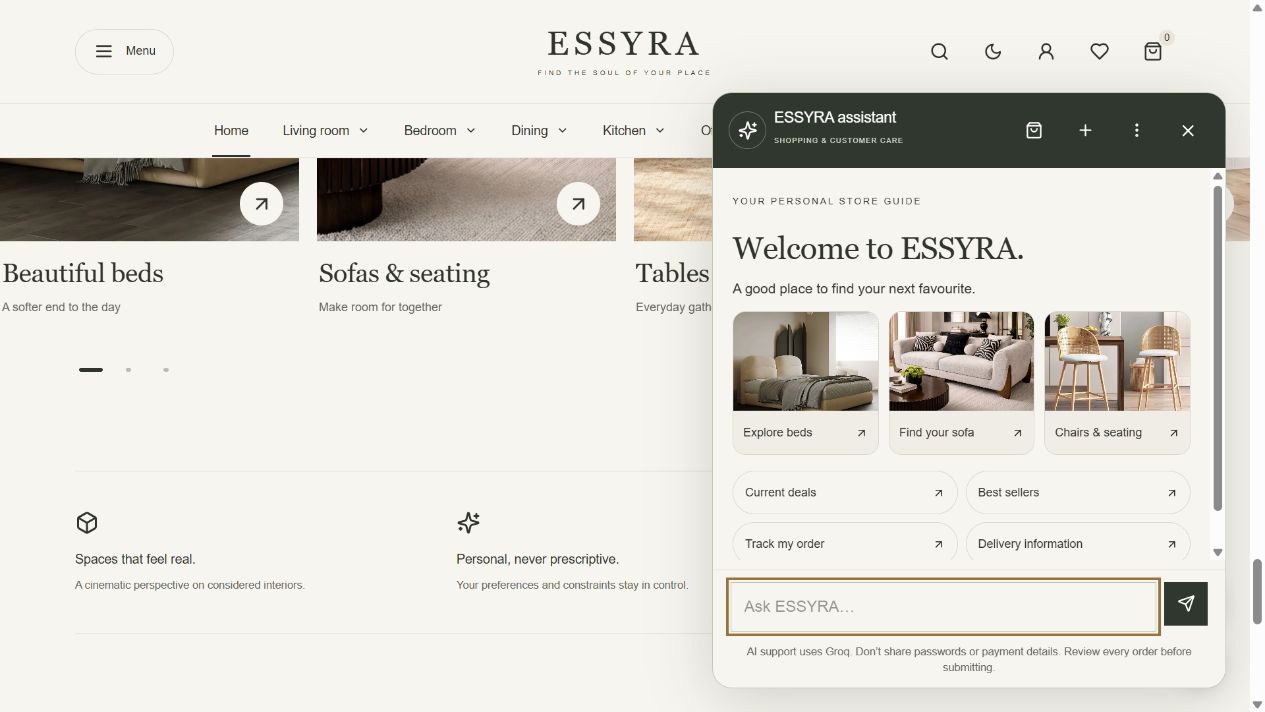 Menu
ESSYRA
FIND THE SOUL OF YOUR PLACE
0
Home
Living room
Bedroom
Dining
Kitchen
Beautiful beds
A softer end to the day
Sofas & seating
Make room for together
Tables
Everyday gath
Spaces that feel real.
A cinematic perspective on considered interiors.
Personal, never prescriptive.
Your preferences and constraints stay in control.
ESSYRA assistant
SHOPPING & CUSTOMER CARE
YOUR PERSONAL STORE GUIDE
Welcome to ESSYRA.
A good place to find your next favourite.
Explore beds
Find your sofa
Chairs & seating
Current deals
Best sellers
Track my order
Delivery information
Ask ESSYRA...
AI support uses Groq. Don't share passwords or payment details. Review every order before
submitting.